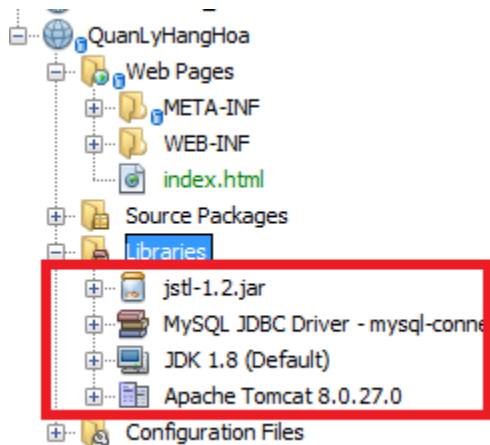 QuanLyHangHoa
Web Pages
META-INF
WEB-INF
index.html
Source Packages
Libraries
jstl-1.2.jar
MySQL JDBC Driver - mysql-conne
JDK 1.8 (Default)
Apache Tomcat 8.0.27.0
Configuration Files